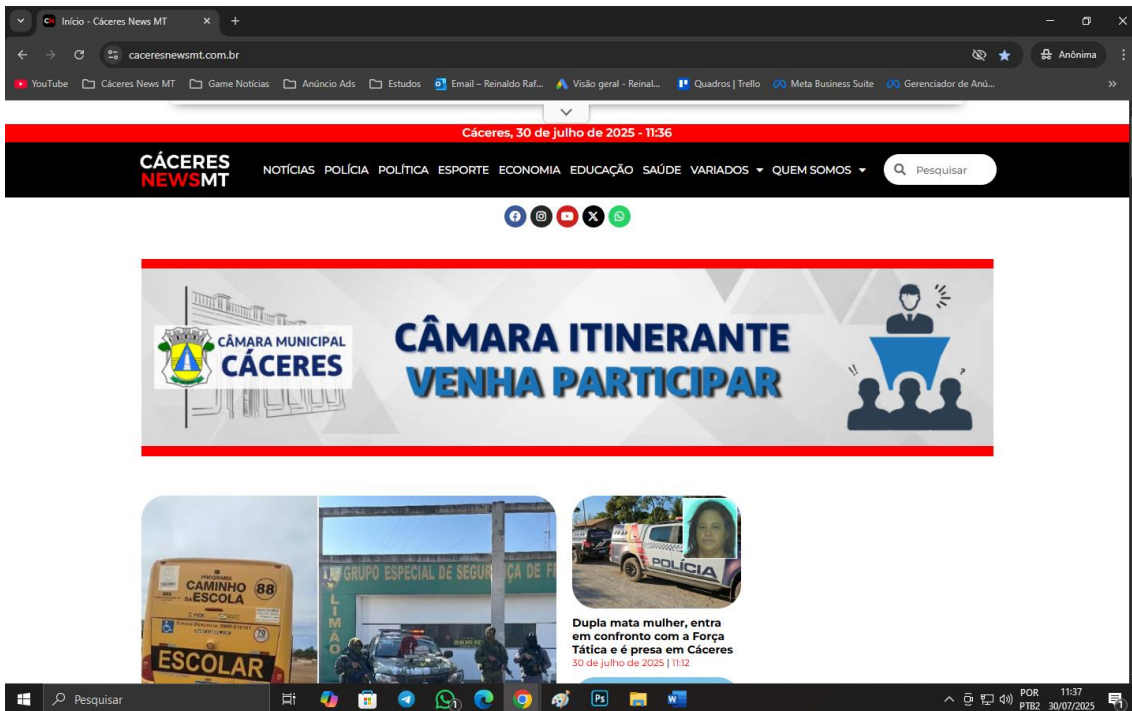 Início - Cáceres News MT
caceresnewsmt.com.br
Anônima
YouTube Cáceres News MT Game Notícias Anúncio Ads Estudos Email – Reinaldo Raf... Visão geral - Reinal... Quadros | Trello Meta Business Suite Gerenciador de Anú...
Cáceres, 30 de julho de 2025 - 11:36
CÁCERES
NEWSMT
NOTÍCIAS POLÍCIA POLÍTICA ESPORTE ECONOMIA EDUCAÇÃO SAÚDE VARIADOS QUEM SOMOS
Pesquisar
CÂMARA MUNICIPAL
CÁCERES
CÂMARA ITINERANTE
VENHA PARTICIPAR
PROGRAMA
CAMINHO
DA ESCOLA
88
ESCOLAR
GRUPO ESPECIAL DE SEGURANÇA DE F
LIMÃO
POLÍCIA
Dupla mata mulher, entra
em confronto com a Força
Tática e é presa em Cáceres
30 de julho de 2025 | 11:12
Pesquisar
POR
PTB2
11:37
30/07/2025